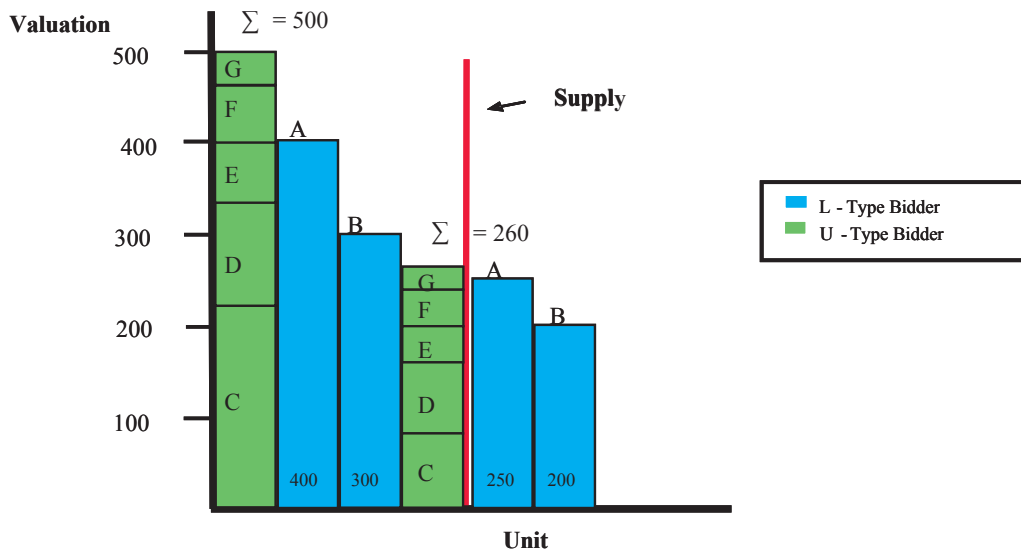 Valuation
∑ = 500
500
400
300
200
100
G
F
E
D
C
A
400
B
300
∑ = 260
G
F
E
D
C
Supply
A
250
B
200
L - Type Bidder
U - Type Bidder
Unit